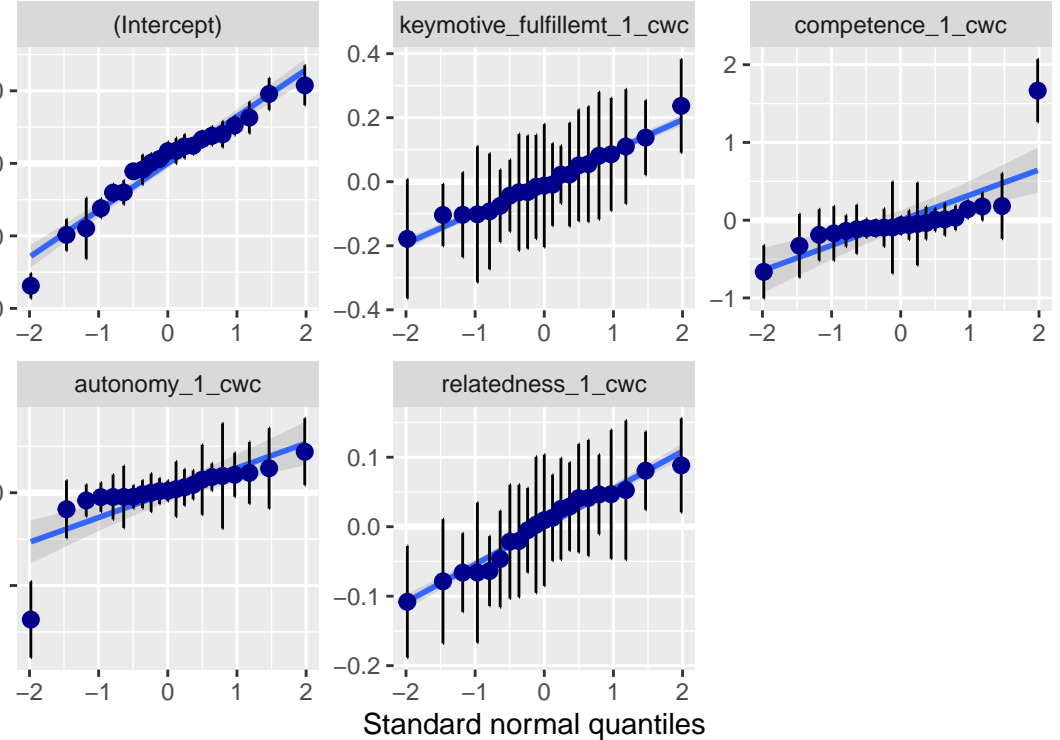 (Intercept) keymotive_fulfillemt_1_cwc competence_1_cwc
0.4
0.2
0.0
−0.2
−0.4
2
1
0
−1
−2 −1 0 1 2 −2 −1 0 1 2 −2 −1 0 1 2
autonomy_1_cwc relatedness_1_cwc
0.1
0.0
−0.1
−0.2
−2 −1 0 1 2 −2 −1 0 1 2
Standard normal quantiles